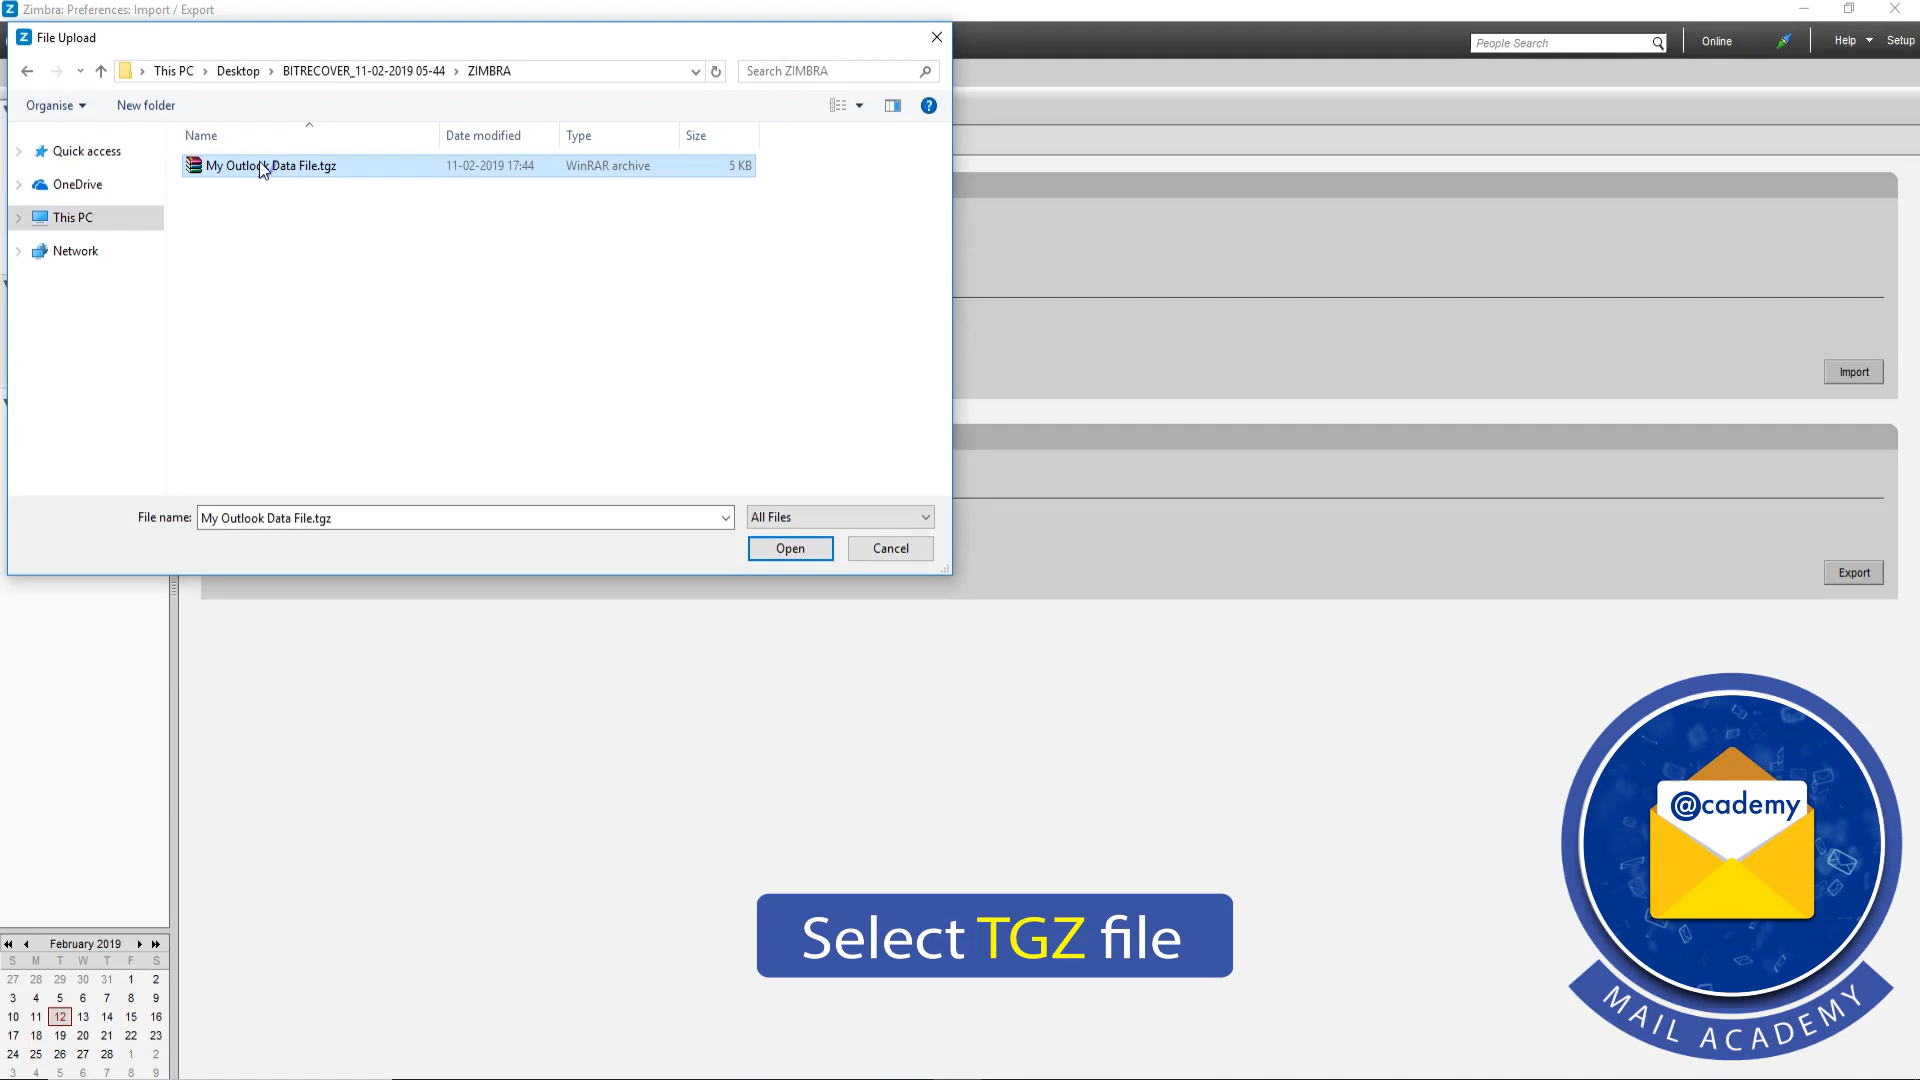 Zimbra: Preferences: Import / Export
File Upload
This PC Desktop BITRECOVER_11-02-2019 05-44 ZIMBRA
Search ZIMBRA
People Search
Online
Help
Setup
Organise
New folder
Name Date modified Type Size
My Outlook Data File.tgz 11-02-2019 17:44 WinRAR archive 5 KB
Quick access
OneDrive
This PC
Network
Import
File name: My Outlook Data File.tgz
All Files
Open
Cancel
Export
@cademy
MAIL ACADEMY
Select TGZ file
February 2019
S M T W T F S
27 28 29 30 31 1 2
3 4 5 6 7 8 9
10 11 12 13 14 15 16
17 18 19 20 21 22 23
24 25 26 27 28 1 2
3 4 5 6 7 8 9